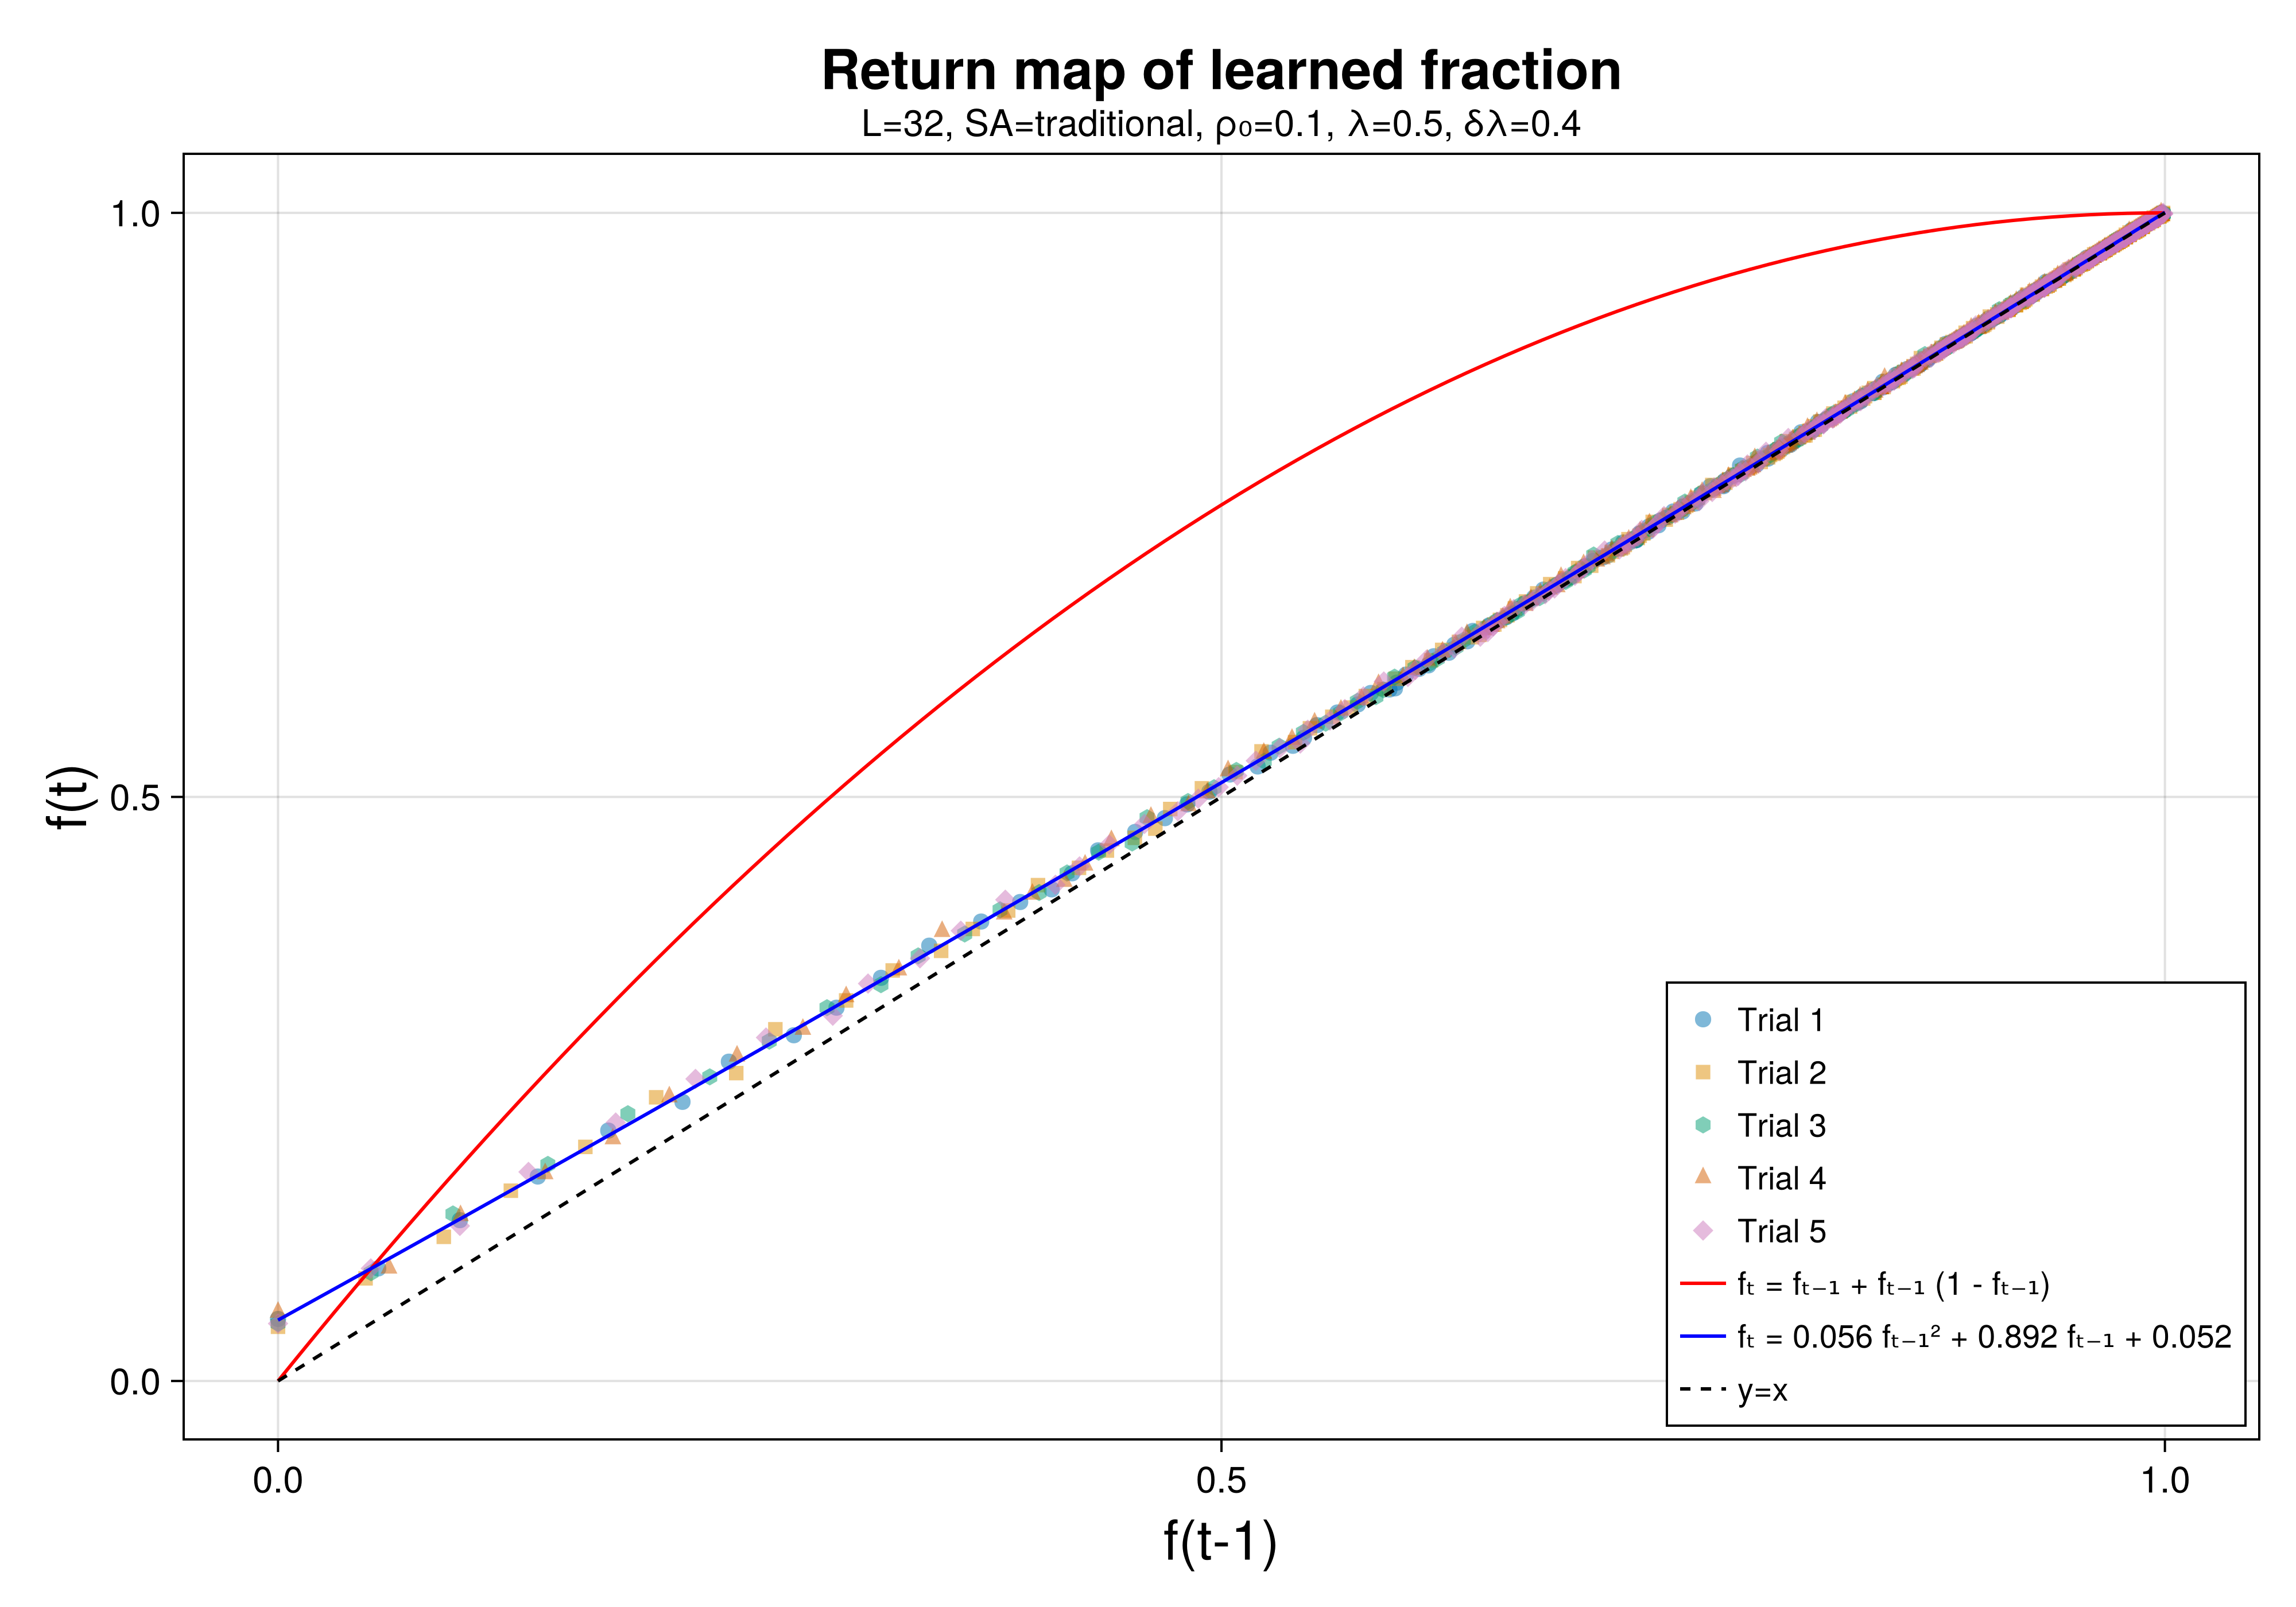 Return map of learned fraction
L=32, SA=traditional, ρ₀=0.1, λ=0.5, δλ=0.4
1.0
0.5
0.0
f(t)
0.0
0.5
1.0
f(t-1)
Trial 1
Trial 2
Trial 3
Trial 4
Trial 5
fₜ = fₜ₋₁ + fₜ₋₁ (1 - fₜ₋₁)
fₜ = 0.056 fₜ₋₁² + 0.892 fₜ₋₁ + 0.052
y=x